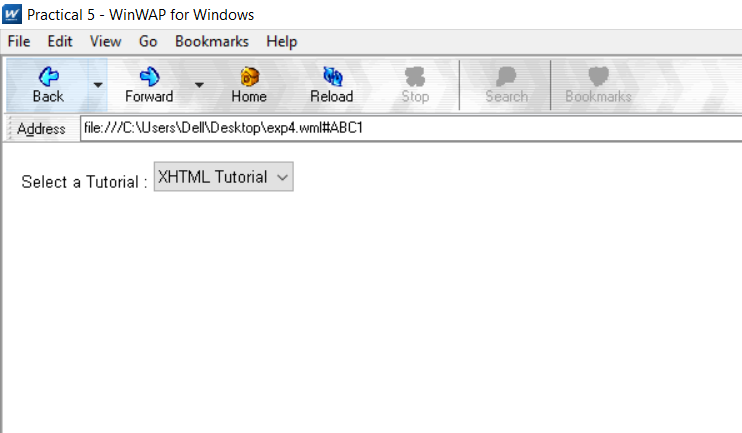 Practical 5 - WinWAP for Windows
File Edit View Go Bookmarks Help
Back Forward Home Reload Stop Search Bookmarks
Address file:///C:\Users\Dell\Desktop\exp4.wml#ABC1
Select a Tutorial : XHTML Tutorial